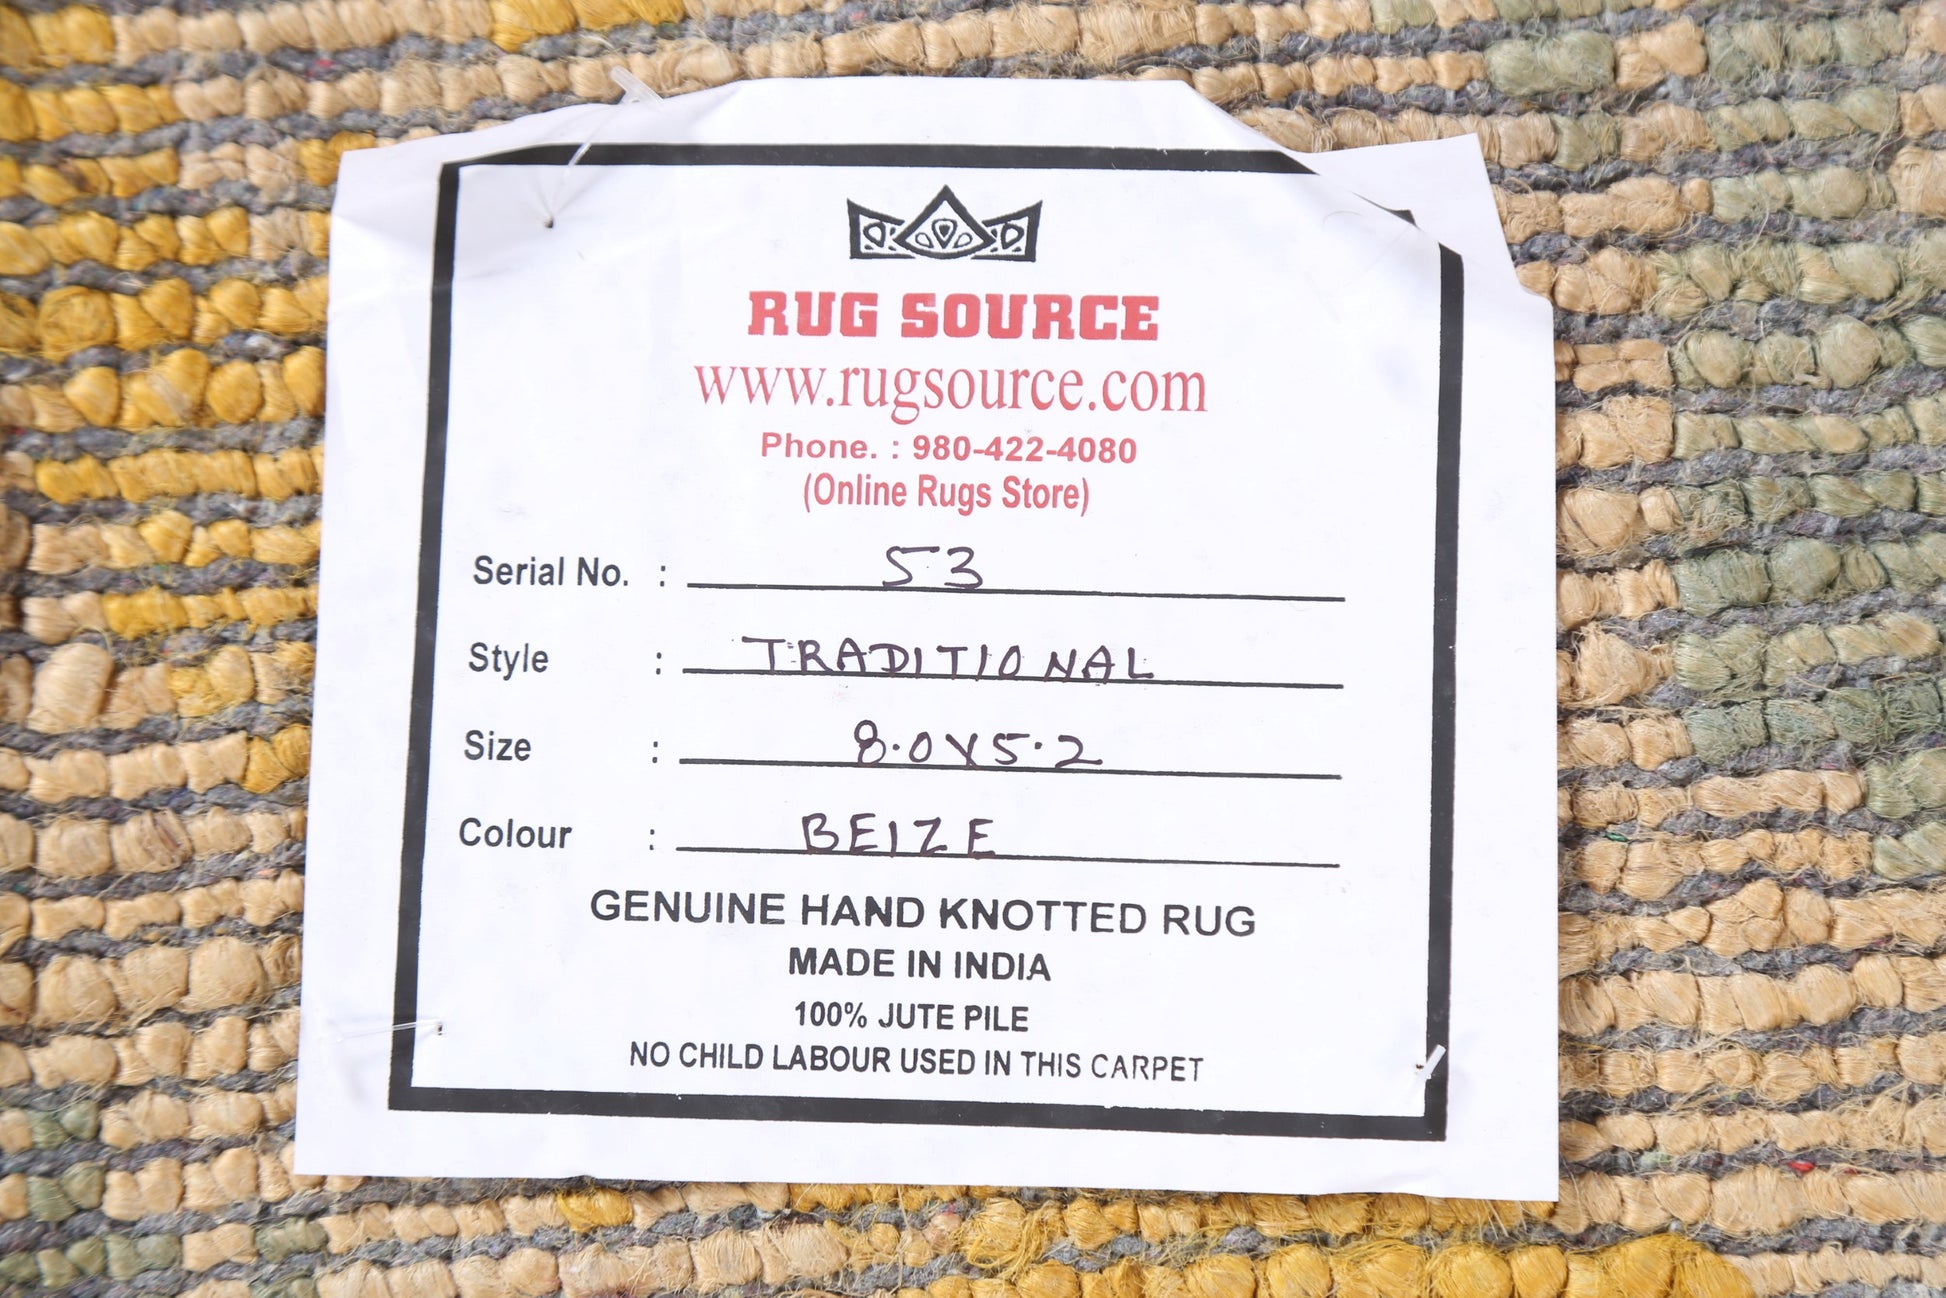 RUG SOURCE
www.rugsource.com
Phone. : 980-422-4080
(Online Rugs Store)
Serial No. : 53
Style : TRADITIONAL
Size : 8.0X5.2
Colour : BEIZE
GENUINE HAND KNOTTED RUG
MADE IN INDIA
100% JUTE PILE
NO CHILD LABOUR USED IN THIS CARPET